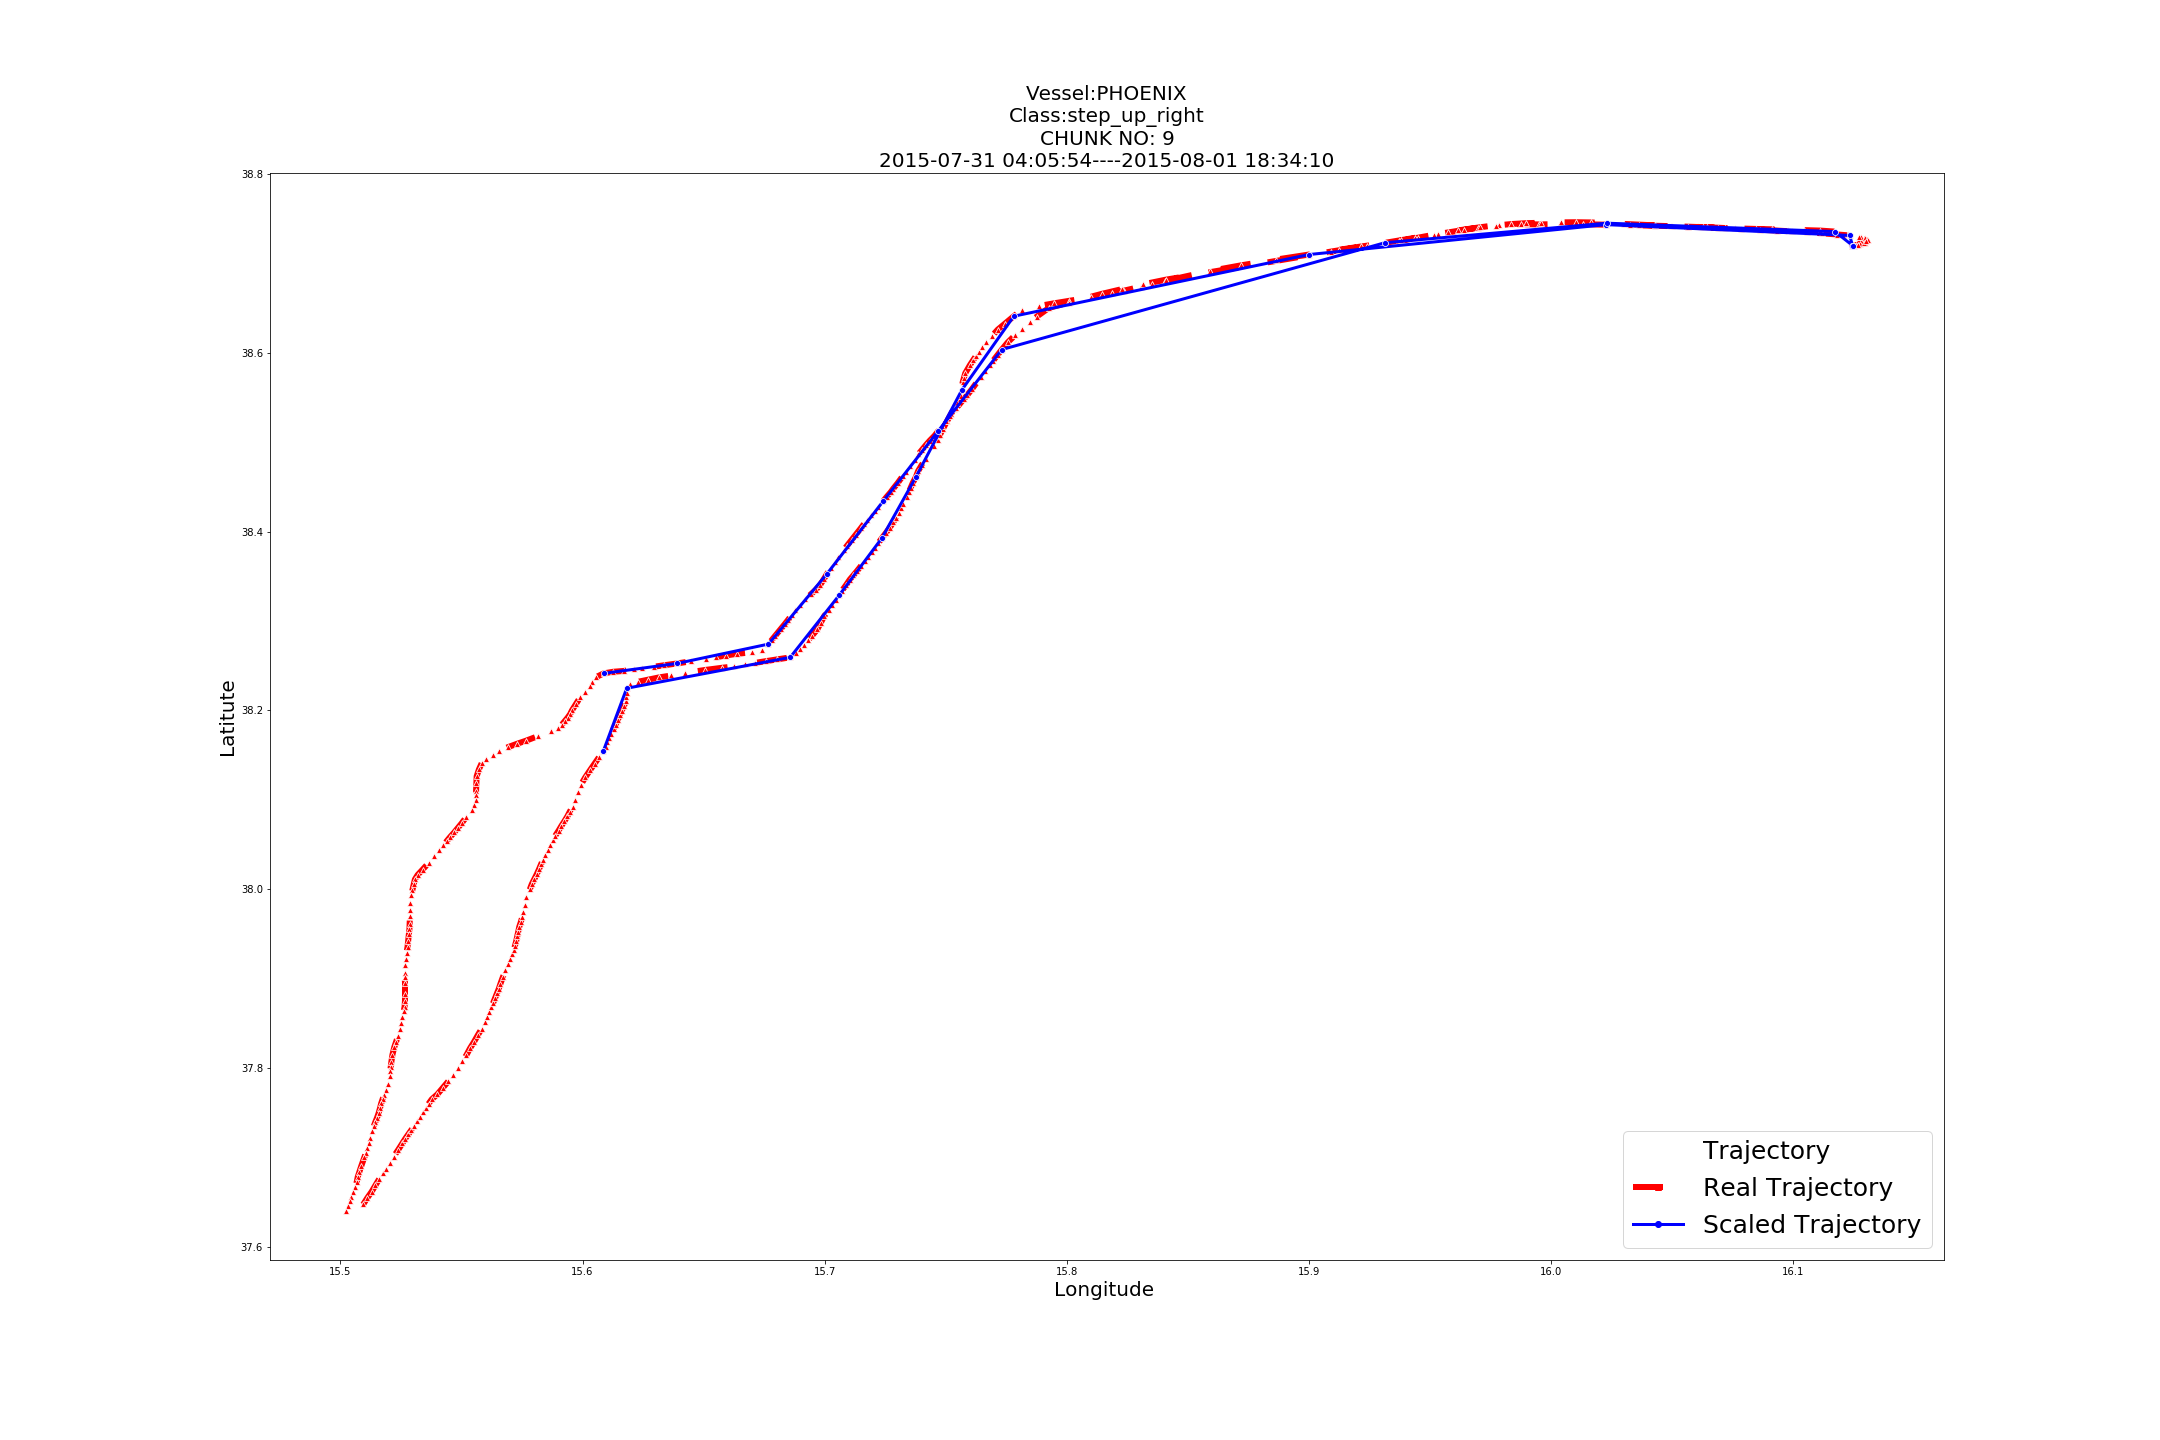 Vessel:PHOENIX
Class:step_up_right
CHUNK NO: 9
2015-07-31 04:05:54----2015-08-01 18:34:10
38.8
38.6
38.4
38.2
38.0
37.8
37.6
Latitute
15.5 15.6 15.7 15.8 15.9 16.0 16.1
Longitude
Trajectory
Real Trajectory
Scaled Trajectory